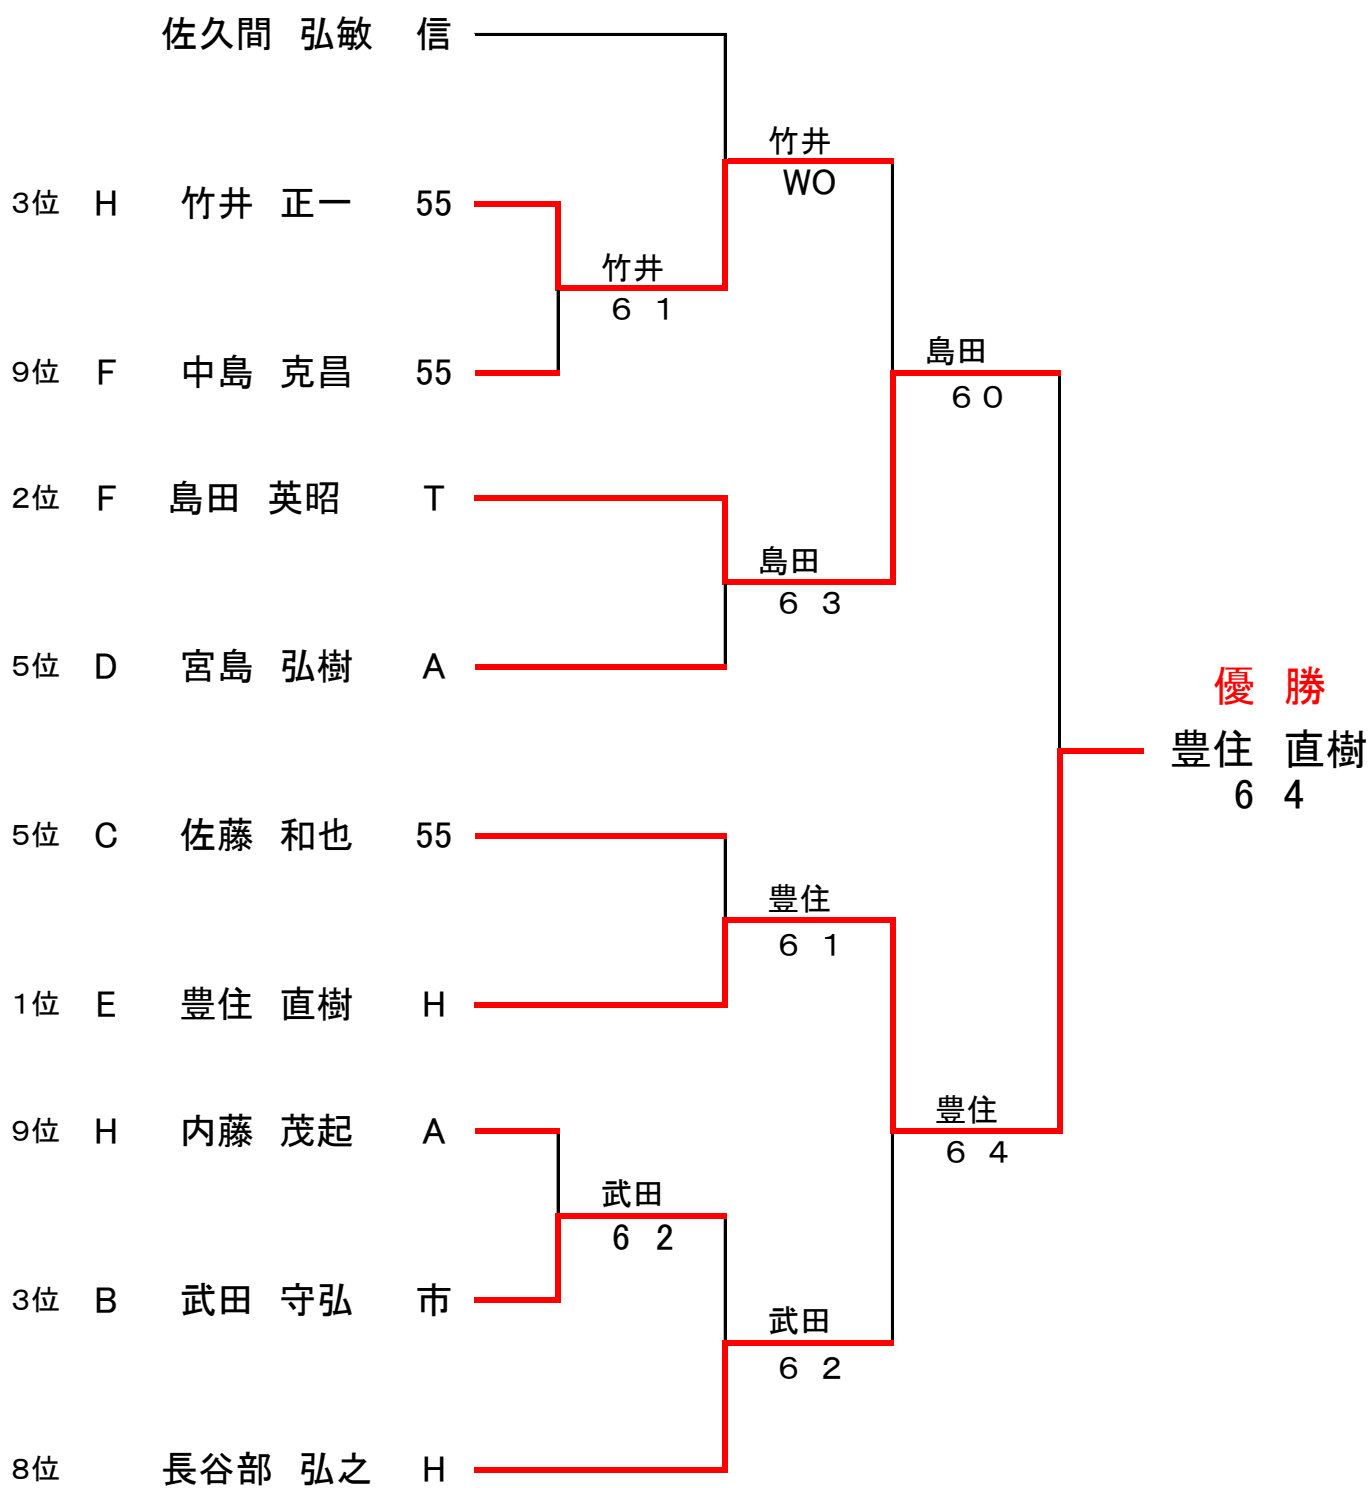 佐久間 弘敏 信
竹井
WO
3位 H 竹井 正一 55
竹井
６ １
島田
６０
9位 F 中島 克昌 55
2位 F 島田 英昭 T
島田
６ ３
5位 D 宮島 弘樹 A
優 勝
豊住 直樹
6 4
5位 C 佐藤 和也 55
豊住
６ １
1位 E 豊住 直樹 H
豊住
６ ４
9位 H 内藤 茂起 A
武田
6 2
3位 B 武田 守弘 市
武田
６ ２
8位 長谷部 弘之 H